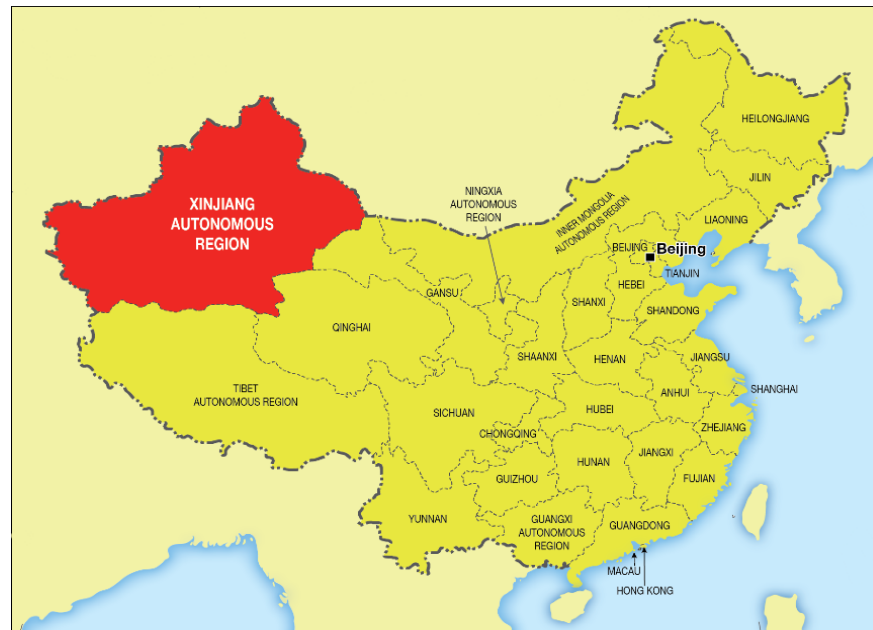 HEILONGJIANG
JILIN
LIAONING
NINGXIA
AUTONOMOUS
REGION
INNER MONGOLIA
AUTONOMOUS REGION
XINJIANG
AUTONOMOUS
REGION
BEIJING
Beijing
TIANJIN
HEBEI
GANSU
SHANXI
SHANDONG
QINGHAI
SHAANXI
HENAN
JIANGSU
TIBET
AUTONOMOUS REGION
ANHUI
SHANGHAI
SICHUAN
HUBEI
CHONGQING
ZHEJIANG
HUNAN
JIANGXI
GUIZHOU
FUJIAN
YUNNAN
GUANGXI
AUTONOMOUS
REGION
GUANGDONG
MACAU
HONG KONG